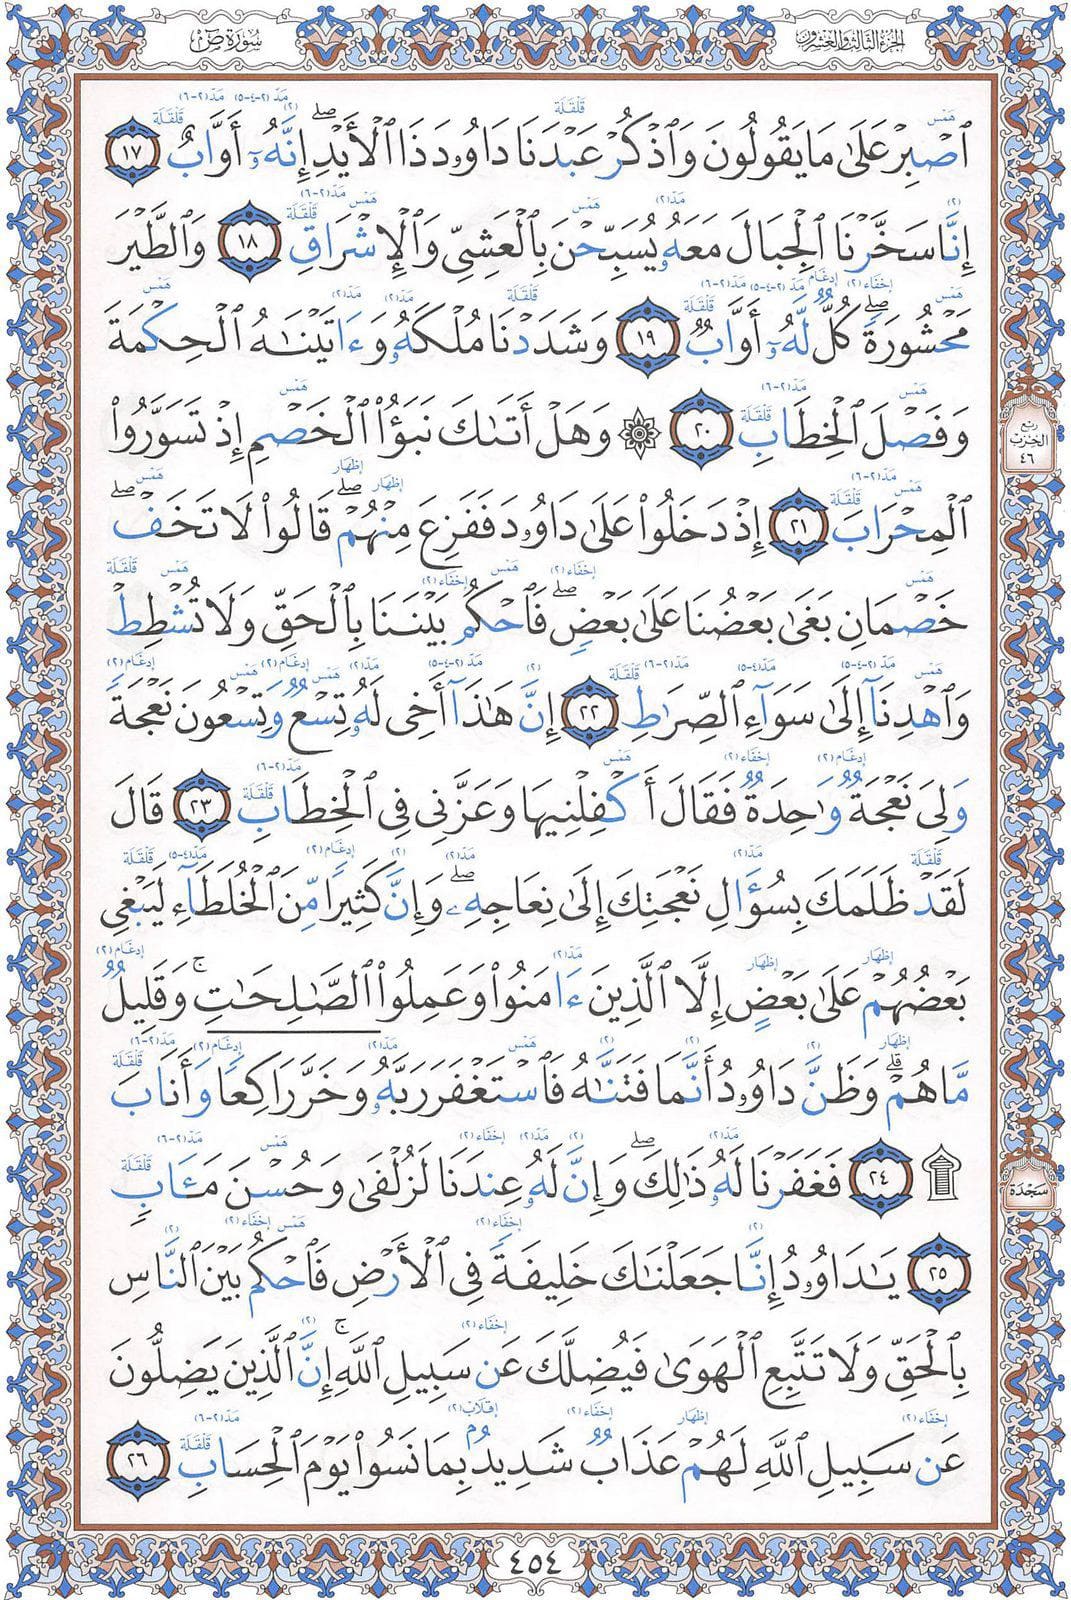 الجزء الثالث والعشرون
سورة ص
ٱصۡبِرۡ عَلَىٰ مَا يَقُولُونَ وَٱذۡكُرۡ عَبۡدَنَا دَاوُۥدَ ذَا ٱلۡأَيۡدِۖ إِنَّهُۥٓ أَوَّابٌ ١٧
إِنَّا سَخَّرۡنَا ٱلۡجِبَالَ مَعَهُۥ يُسَبِّحۡنَ بِٱلۡعَشِيِّ وَٱلۡإِشۡرَاقِ ١٨ وَٱلطَّيۡرَ
مَحۡشُورَةٗۖ كُلّٞ لَّهُۥٓ أَوَّابٞ ١٩ وَشَدَدۡنَا مُلۡكَهُۥ وَءَاتَيۡنَٰهُ ٱلۡحِكۡمَةَ
وَفَصۡلَ ٱلۡخِطَابِ ٢٠ ۞ وَهَلۡ أَتَىٰكَ نَبَؤُاْ ٱلۡخَصۡمِ إِذۡ تَسَوَّرُواْ
ٱلۡمِحۡرَابَ ٢١ إِذۡ دَخَلُواْ عَلَىٰ دَاوُۥدَ فَفَزِعَ مِنۡهُمۡۖ قَالُواْ لَا تَخَفۡۖ
خَصۡمَانِ بَغَىٰ بَعۡضُنَا عَلَىٰ بَعۡضٖۖ فَٱحۡكُم بَيۡنَنَا بِٱلۡحَقِّ وَلَا تُشۡطِطۡ
وَٱهۡدِنَآ إِلَىٰ سَوَآءِ ٱلصِّرَٰطِ ٢٢ إِنَّ هَٰذَآ أَخِي لَهُۥ تِسۡعٞ وَتِسۡعُونَ نَعۡجَةٗ
وَلِيَ نَعۡجَةٞ وَٰحِدَةٞ فَقَالَ أَكۡفِلۡنِيهَا وَعَزَّنِي فِي ٱلۡخِطَابِ ٢٣ قَالَ
لَقَدۡ ظَلَمَكَ بِسُؤَالِ نَعۡجَتِكَ إِلَىٰ نِعَاجِهِۦۖ وَإِنَّ كَثِيرٗا مِّنَ ٱلۡخُلَطَآءِ لَيَبۡغِي
بَعۡضُهُمۡ عَلَىٰ بَعۡضٍ إِلَّا ٱلَّذِينَ ءَامَنُواْ وَعَمِلُواْ ٱلصَّٰلِحَٰتِۚ وَقَلِيلٞ
مَّا هُمۡۗ وَظَنَّ دَاوُۥدُ أَنَّمَا فَتَنَّٰهُ فَٱسۡتَغۡفَرَ رَبَّهُۥ وَخَرَّ رَاكِعٗا وَأَنَابَ
۩ ٢٤ فَغَفَرۡنَا لَهُۥ ذَٰلِكَۖ وَإِنَّ لَهُۥ عِندَنَا لَزُلۡفَىٰ وَحُسۡنَ مَـَٔابٖ
٢٥ يَٰدَاوُۥدُ إِنَّا جَعَلۡنَٰكَ خَلِيفَةٗ فِي ٱلۡأَرۡضِ فَٱحۡكُم بَيۡنَ ٱلنَّاسِ
بِٱلۡحَقِّ وَلَا تَتَّبِعِ ٱلۡهَوَىٰ فَيُضِلَّكَ عَن سَبِيلِ ٱللَّهِۚ إِنَّ ٱلَّذِينَ يَضِلُّونَ
عَن سَبِيلِ ٱللَّهِ لَهُمۡ عَذَابٞ شَدِيدُۢ بِمَا نَسُواْ يَوۡمَ ٱلۡحِسَابِ ٢٦
ربع
الحزب
٤٦
سجدة
٤٥٤